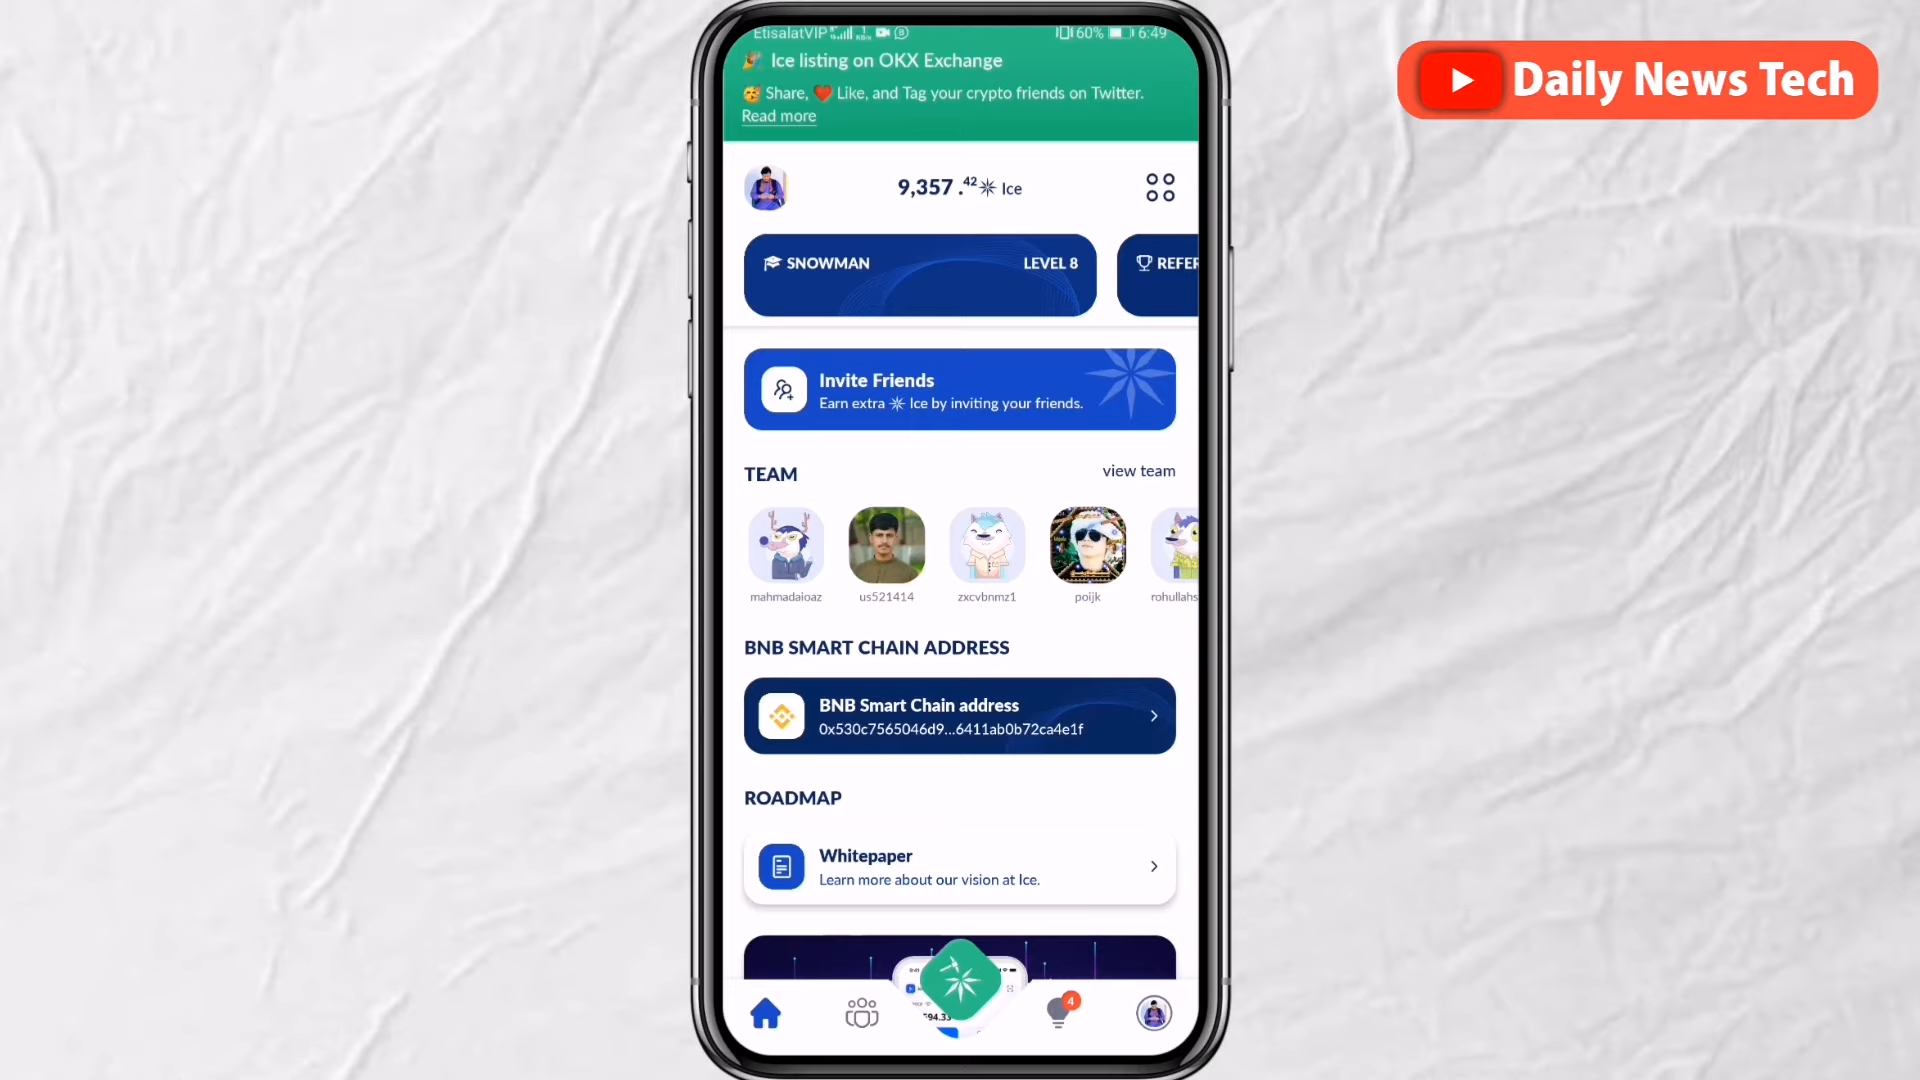 EtisalatVIP
60%
6:49
Ice listing on OKX Exchange
Share, Like, and Tag your crypto friends on Twitter.
Read more
Daily News Tech
9,357.42 Ice
SNOWMAN
LEVEL 8
REFER
Invite Friends
Earn extra Ice by inviting your friends.
TEAM
view team
mahmadaioaz
us521414
zxcvbnmz1
poijk
rohullahs
BNB SMART CHAIN ADDRESS
BNB Smart Chain address
0x530c7565046d9...6411ab0b72ca4e1f
ROADMAP
Whitepaper
Learn more about our vision at Ice.
4